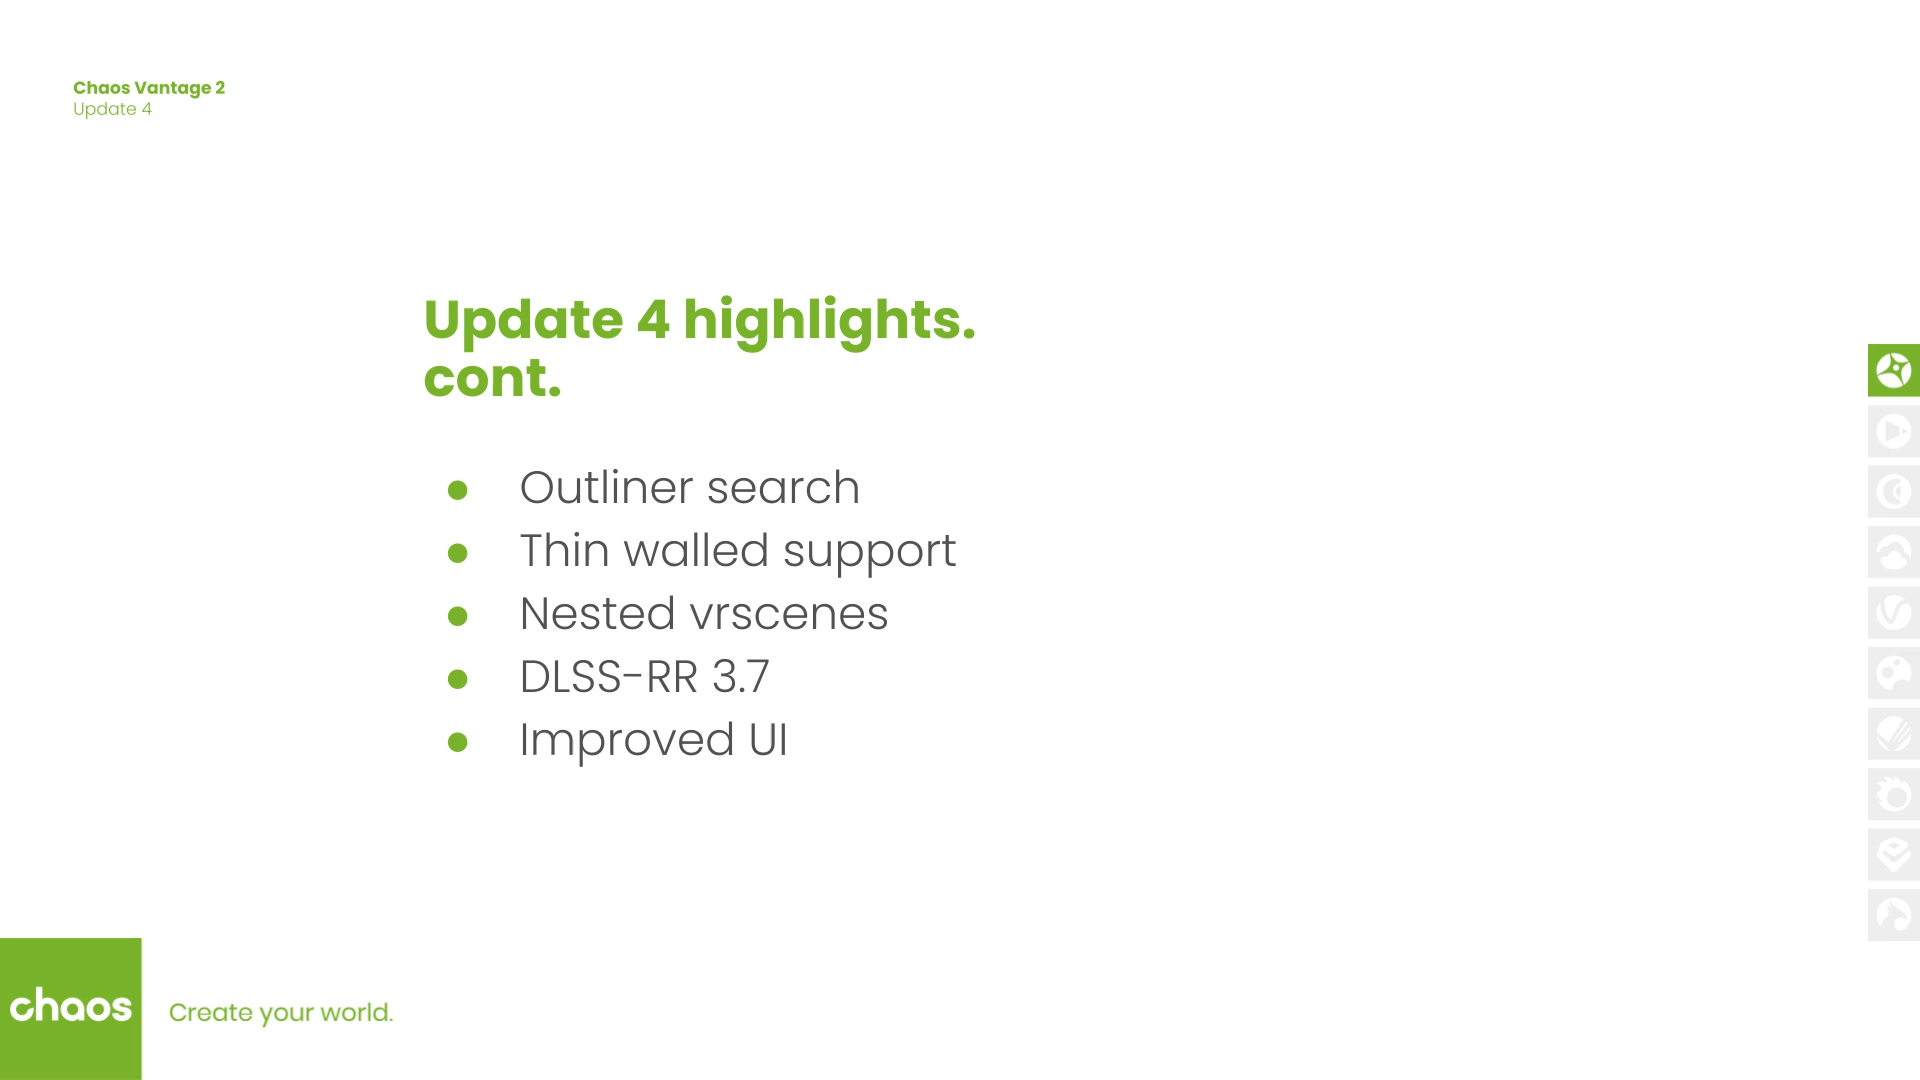 Chaos Vantage 2
Update 4
Update 4 highlights.
cont.
● Outliner search
● Thin walled support
● Nested vrscenes
● DLSS-RR 3.7
● Improved UI
chaos
Create your world.